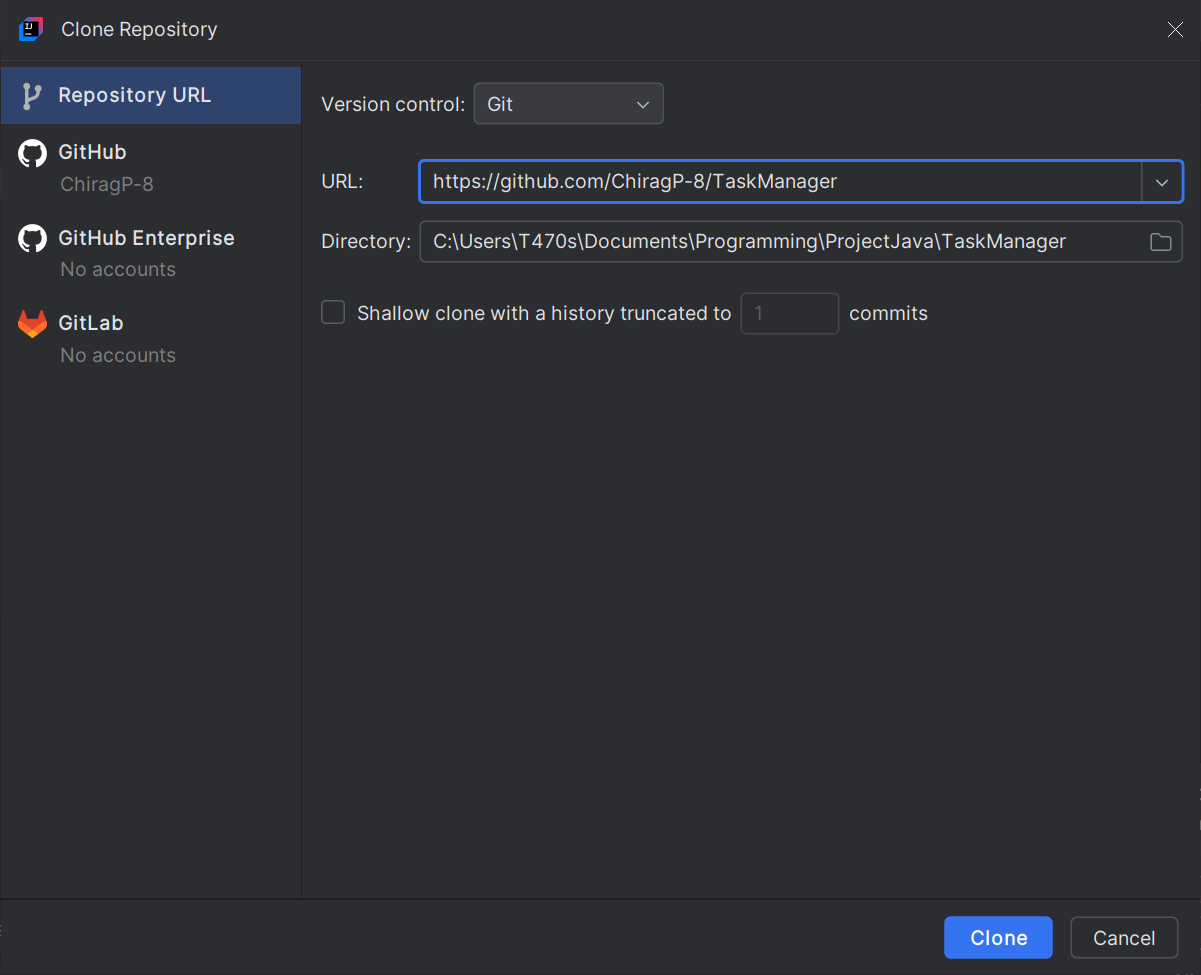 Clone Repository
Repository URL
GitHub
ChiragP-8
GitHub Enterprise
No accounts
GitLab
No accounts
Version control: Git
URL: https://github.com/ChiragP-8/TaskManager
Directory: C:\Users\T470s\Documents\Programming\ProjectJava\TaskManager
Shallow clone with a history truncated to 1 commits
Clone Cancel